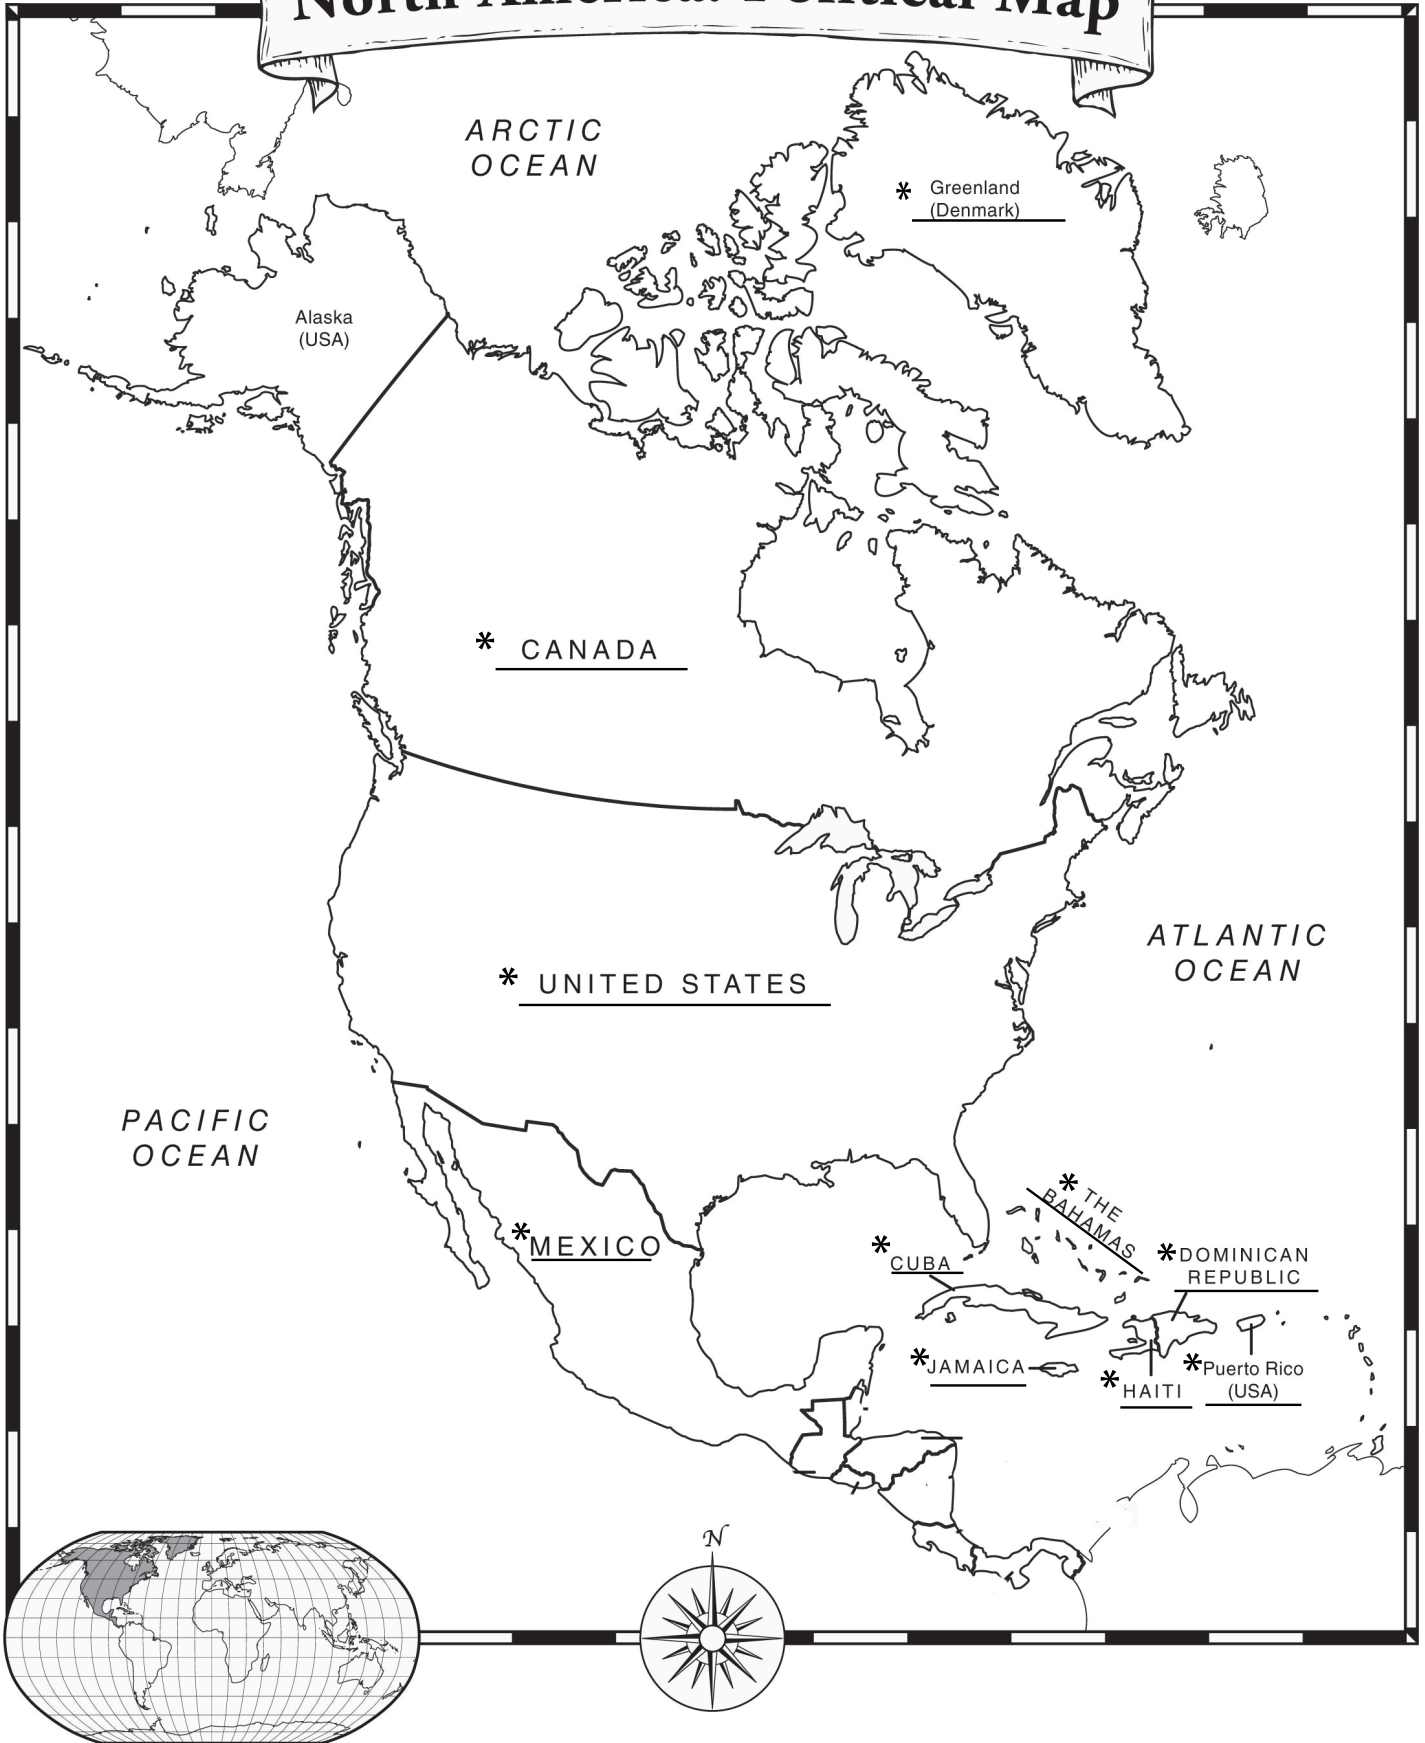 North America: Political Map
ARCTIC
OCEAN
* Greenland
(Denmark)
Alaska
(USA)
* CANADA
* UNITED STATES
ATLANTIC
OCEAN
PACIFIC
OCEAN
* THE
BAHAMAS
* MEXICO
* CUBA
* DOMINICAN
REPUBLIC
* JAMAICA
* HAITI
* Puerto Rico
(USA)
N